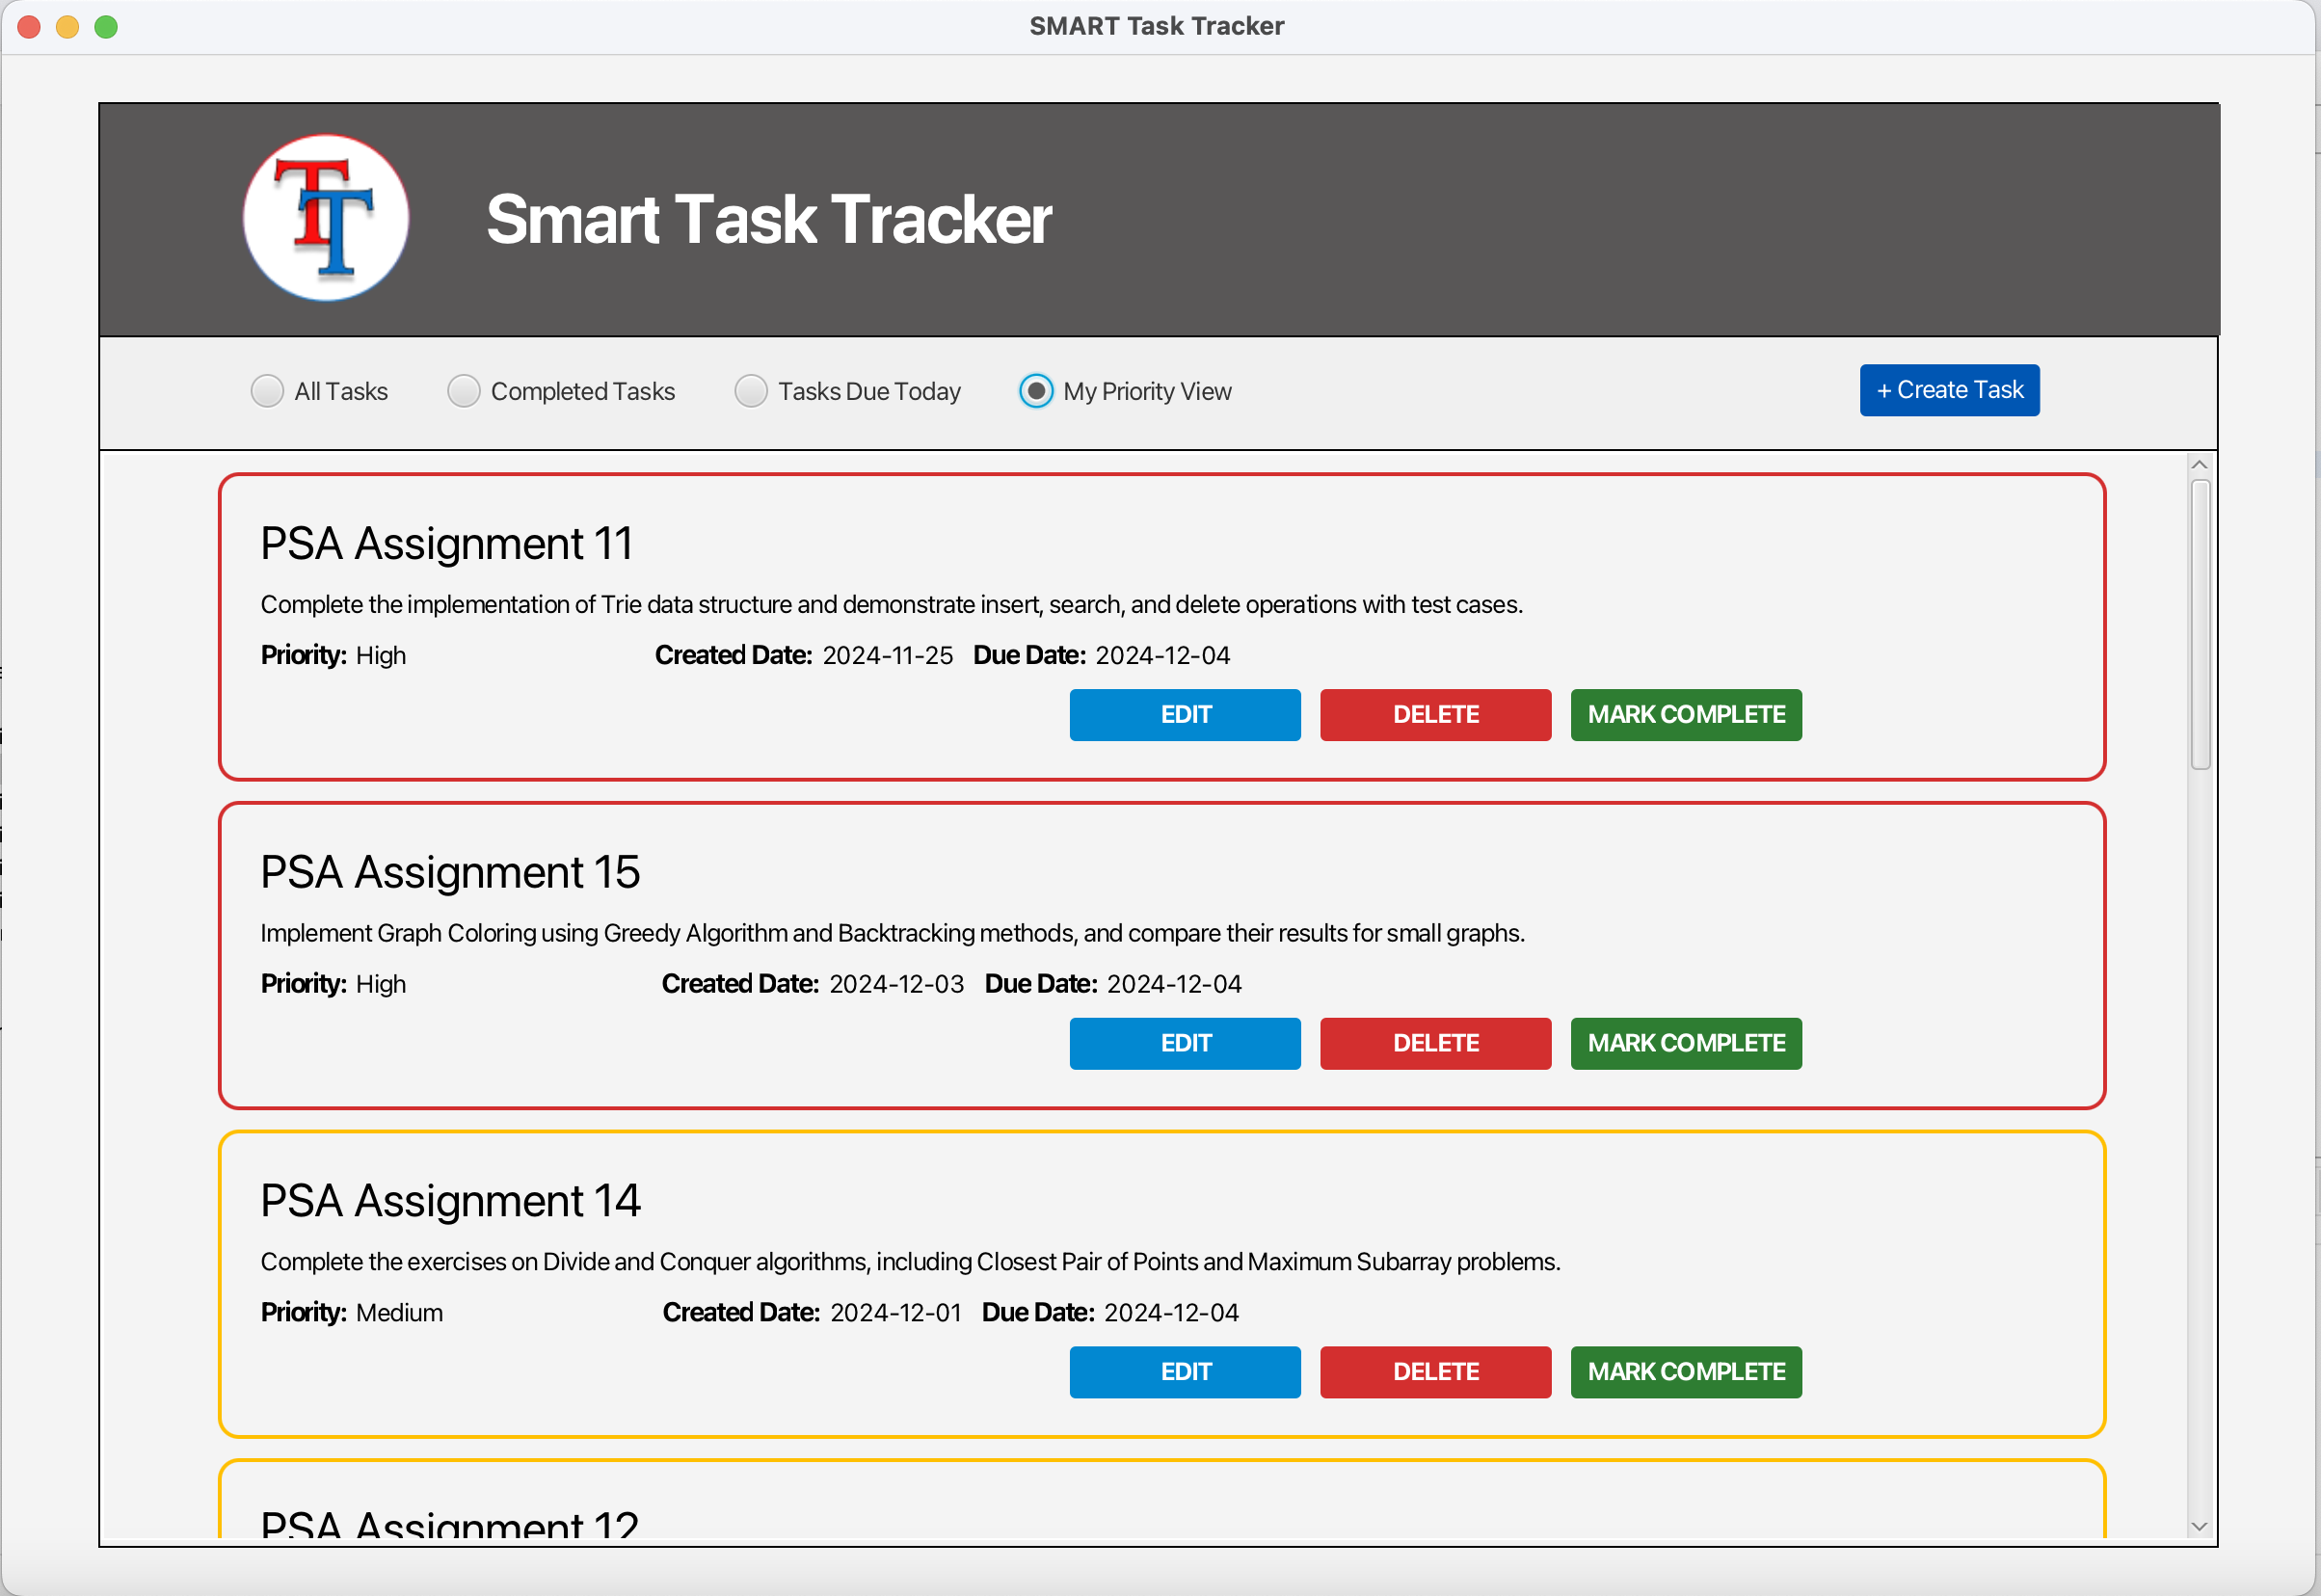 SMART Task Tracker
TT
Smart Task Tracker
All Tasks Completed Tasks Tasks Due Today My Priority View + Create Task
PSA Assignment 11
Complete the implementation of Trie data structure and demonstrate insert, search, and delete operations with test cases.
Priority: High Created Date: 2024-11-25 Due Date: 2024-12-04
EDIT DELETE MARK COMPLETE
PSA Assignment 15
Implement Graph Coloring using Greedy Algorithm and Backtracking methods, and compare their results for small graphs.
Priority: High Created Date: 2024-12-03 Due Date: 2024-12-04
EDIT DELETE MARK COMPLETE
PSA Assignment 14
Complete the exercises on Divide and Conquer algorithms, including Closest Pair of Points and Maximum Subarray problems.
Priority: Medium Created Date: 2024-12-01 Due Date: 2024-12-04
EDIT DELETE MARK COMPLETE
PSA Assignment 12